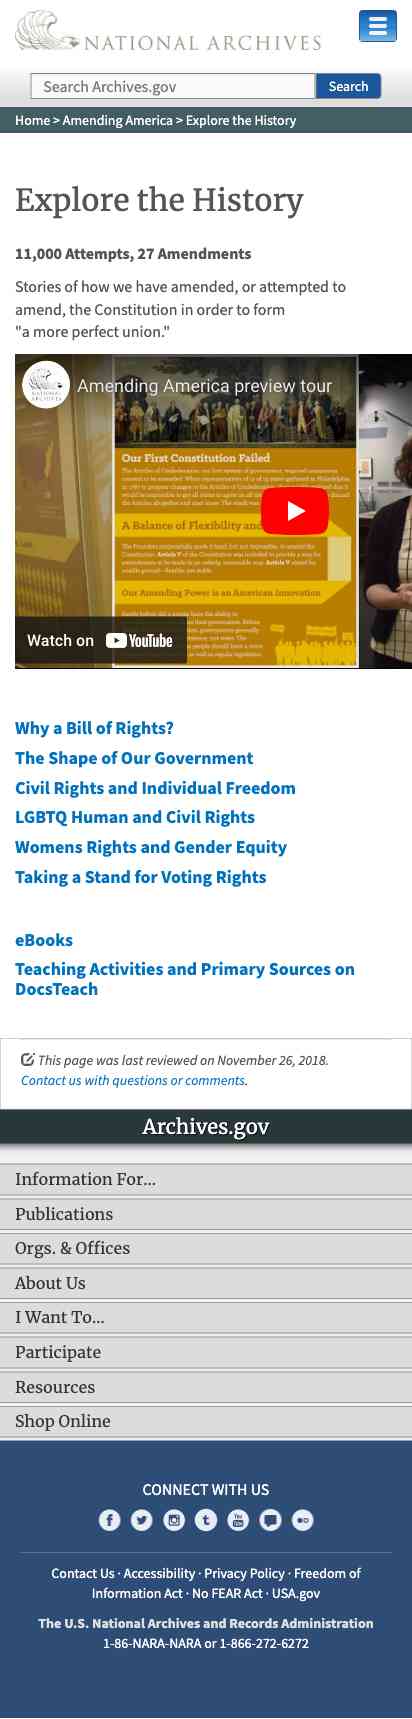 NATIONAL ARCHIVES
Search Archives.gov
Search
Home > Amending America > Explore the History
Explore the History
11,000 Attempts, 27 Amendments
Stories of how we have amended, or attempted to
amend, the Constitution in order to form
"a more perfect union."
NATIONAL
ARCHIVES
Amending America preview tour
Our First Constitution Failed
A Balance of Flexibility and
Our Amending Power is an American Innovation
Watch on YouTube
Why a Bill of Rights?
The Shape of Our Government
Civil Rights and Individual Freedom
LGBTQ Human and Civil Rights
Womens Rights and Gender Equity
Taking a Stand for Voting Rights
eBooks
Teaching Activities and Primary Sources on
DocsTeach
This page was last reviewed on November 26, 2018.
Contact us with questions or comments.
Archives.gov
Information For...
Publications
Orgs. & Offices
About Us
I Want To...
Participate
Resources
Shop Online
CONNECT WITH US
Contact Us · Accessibility · Privacy Policy · Freedom of
Information Act · No FEAR Act · USA.gov
The U.S. National Archives and Records Administration
1-86-NARA-NARA or 1-866-272-6272